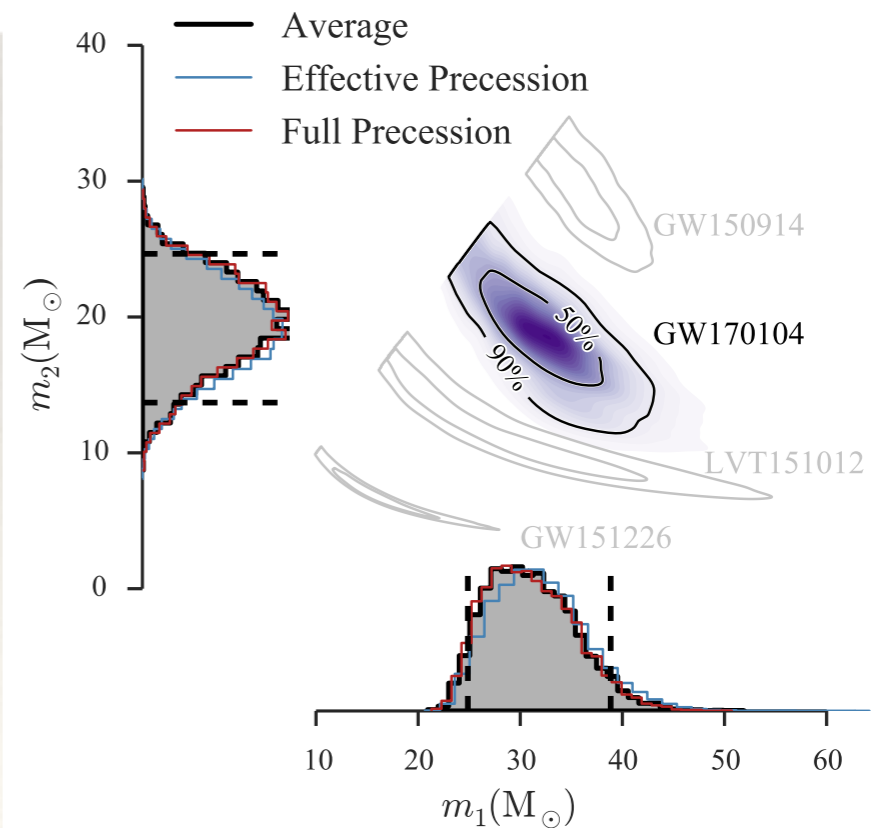 Average
Effective Precession
Full Precession
40
30
20
10
0
m₂(M⊙)
GW150914
GW170104
50%
90%
LVT151012
GW151226
10 20 30 40 50 60
m₁(M⊙)